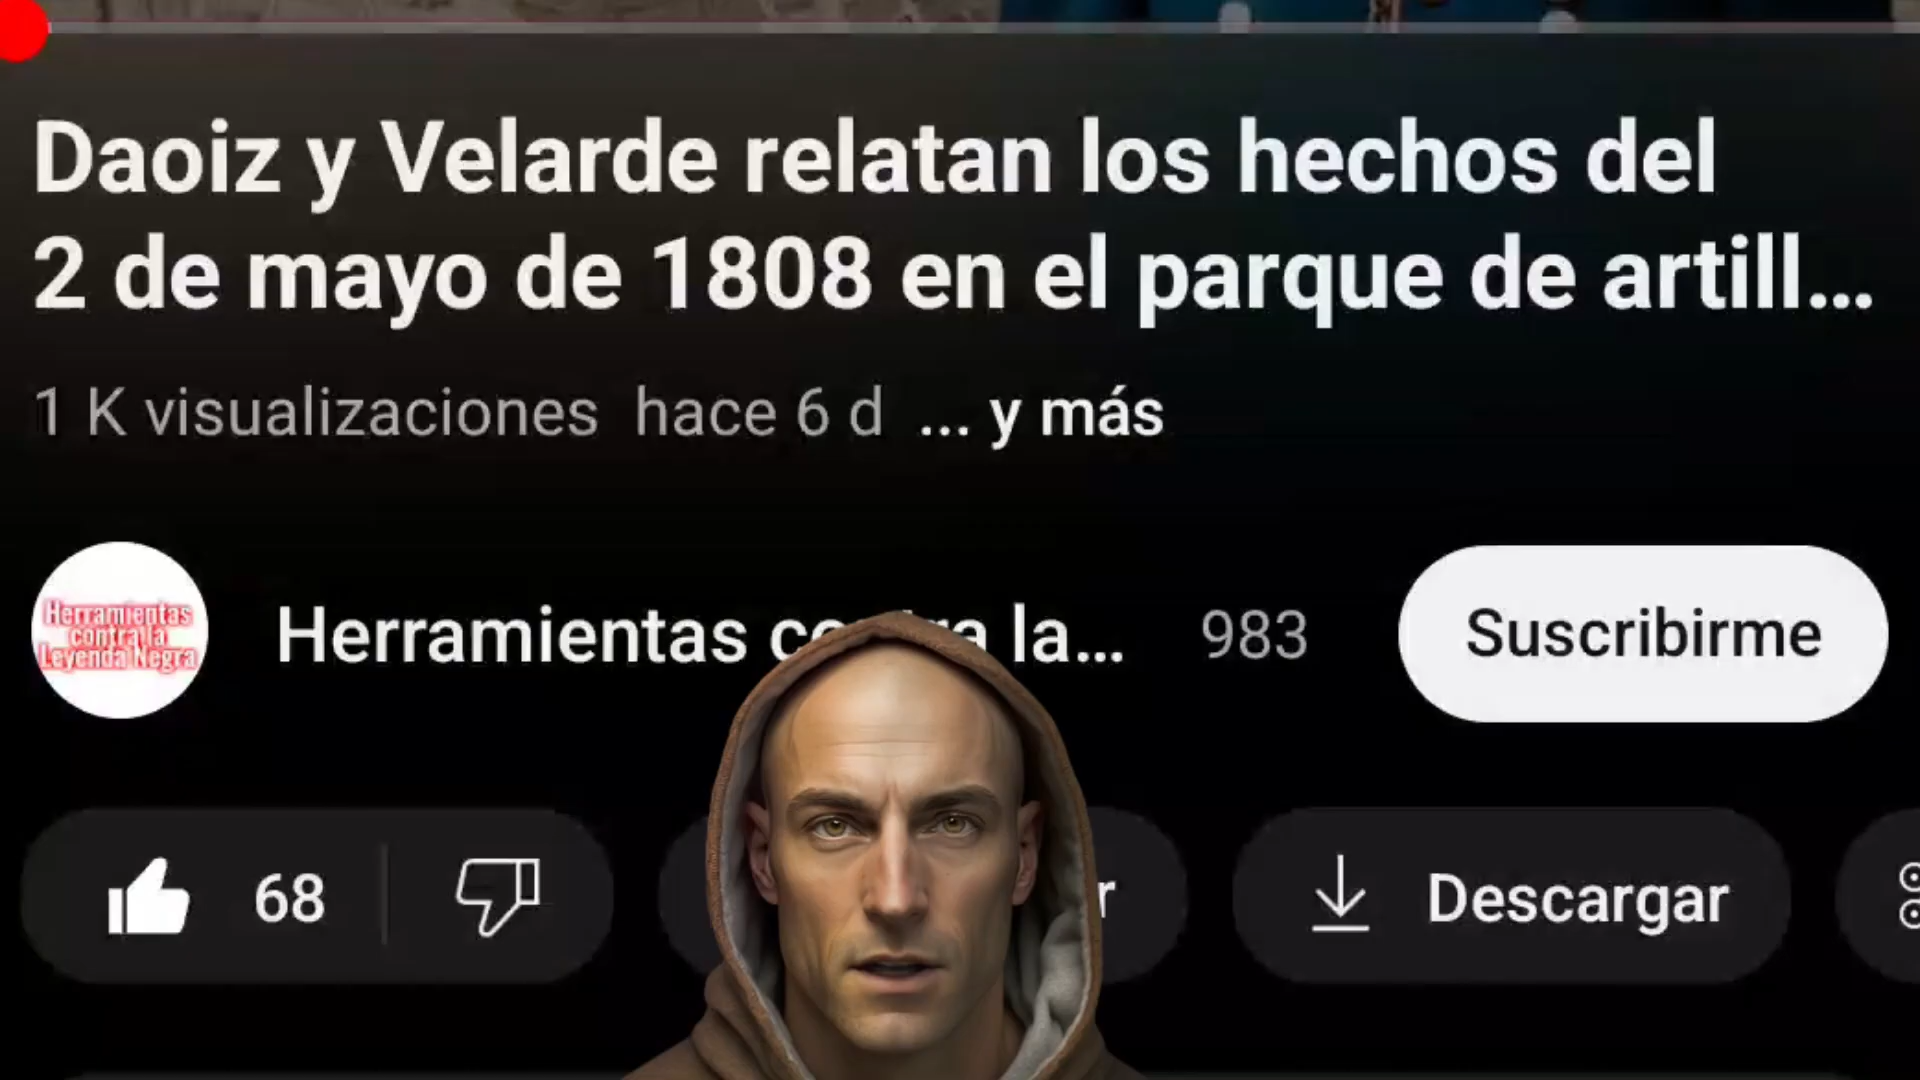 Daoiz y Velarde relatan los hechos del
2 de mayo de 1808 en el parque de artill...
1 K visualizaciones hace 6 d ... y más
Herramientas
contra la
Leyenda Negra
Herramientas la... 983
Suscribirme
68
Descargar